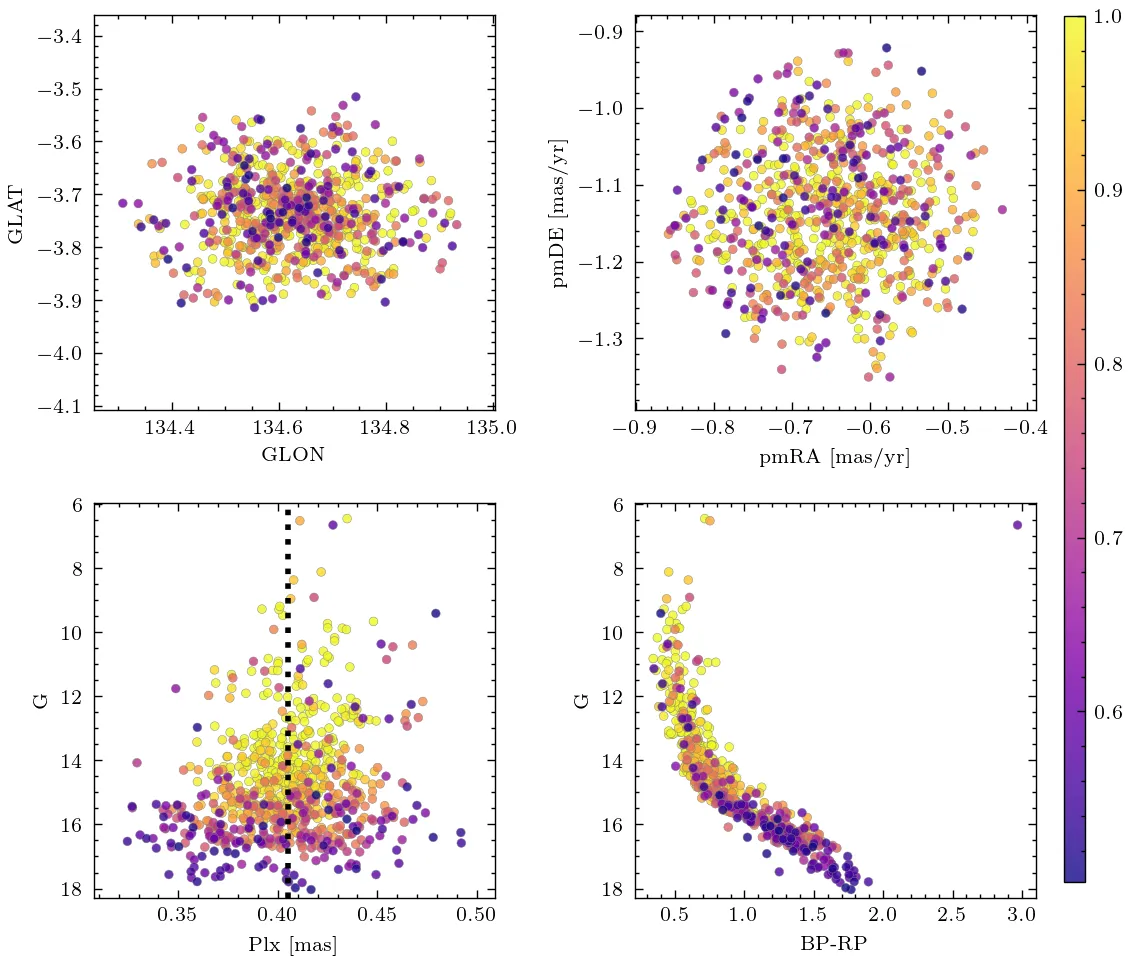 −3.4
−3.5
−3.6
−3.7
−3.8
−3.9
−4.0
−4.1
GLAT
134.4 134.6 134.8 135.0
GLON
−0.9
−1.0
−1.1
−1.2
−1.3
pmDE [mas/yr]
−0.9 −0.8 −0.7 −0.6 −0.5 −0.4
pmRA [mas/yr]
6
8
10
12
14
16
18
G
0.35 0.40 0.45 0.50
Plx [mas]
6
8
10
12
14
16
18
G
0.5 1.0 1.5 2.0 2.5 3.0
BP-RP
1.0
0.9
0.8
0.7
0.6